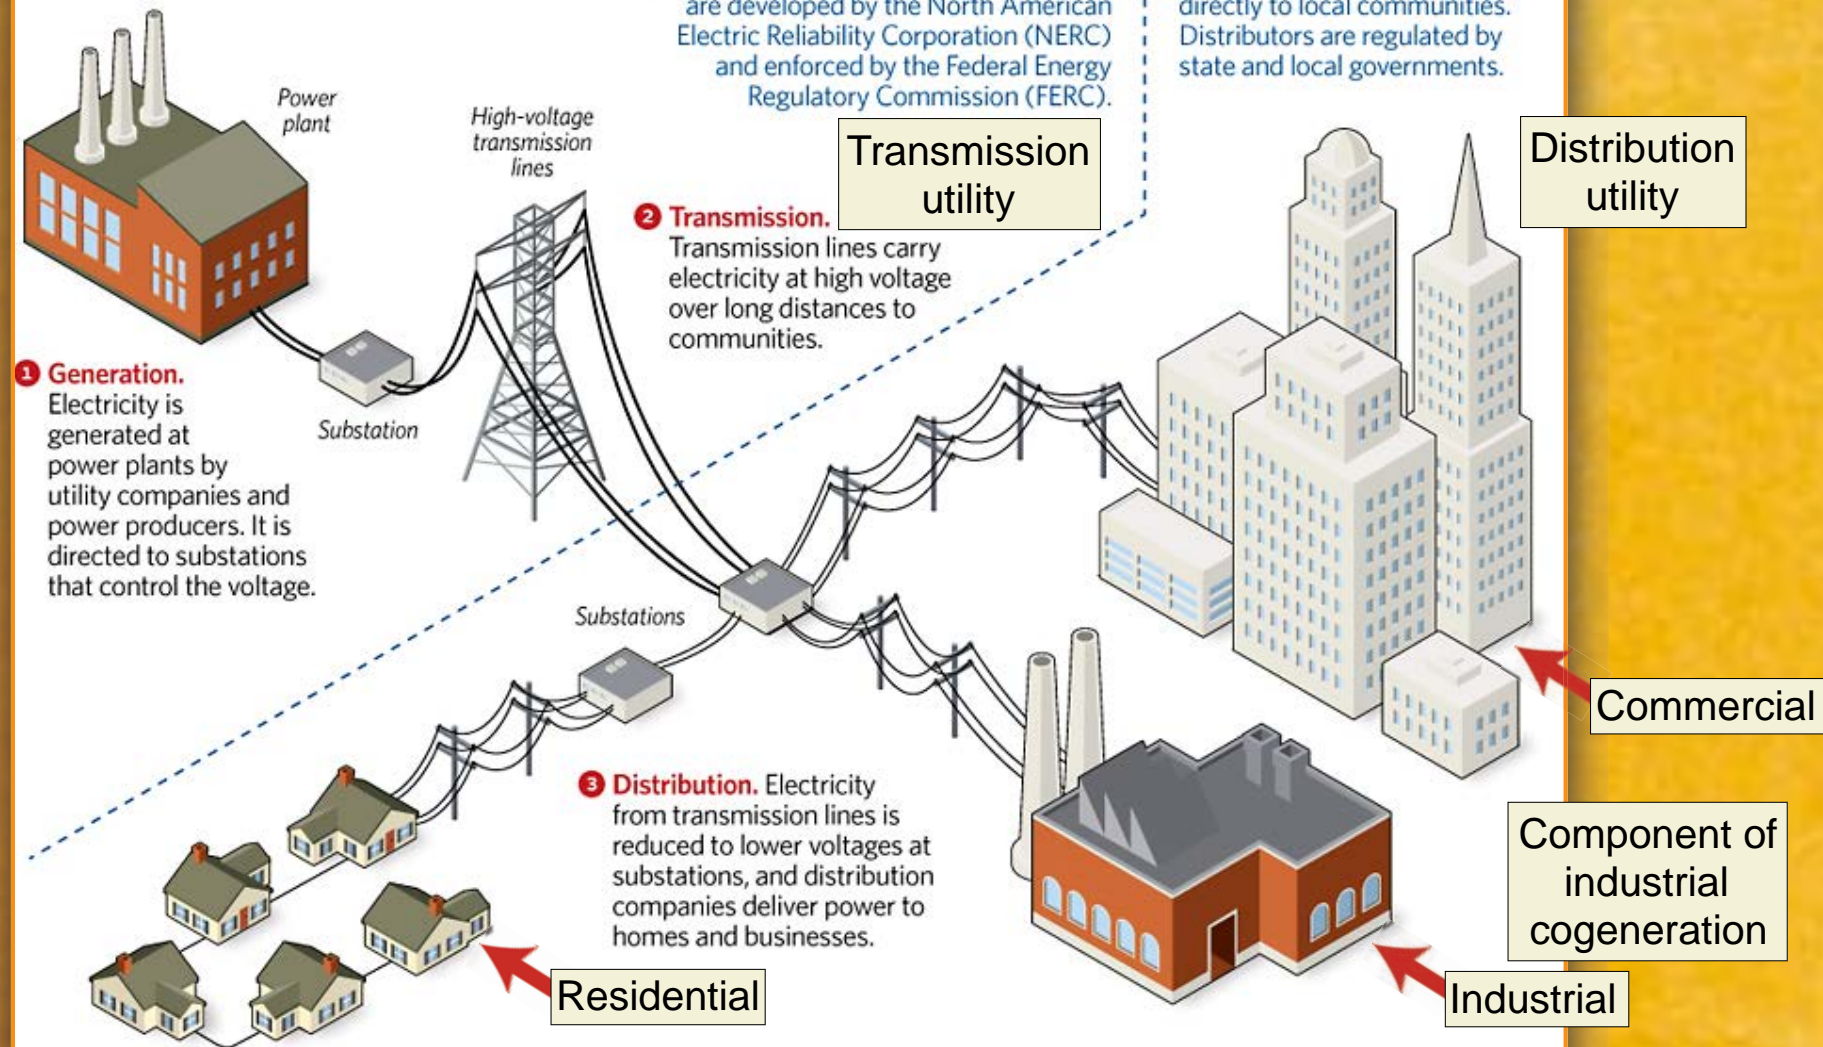 are developed by the North American
Electric Reliability Corporation (NERC)
and enforced by the Federal Energy
Regulatory Commission (FERC).
directly to local communities.
Distributors are regulated by
state and local governments.
Power
plant
High-voltage
transmission
lines
Transmission
utility
Distribution
utility
2 Transmission.
Transmission lines carry
electricity at high voltage
over long distances to
communities.
1 Generation.
Electricity is
generated at
power plants by
utility companies and
power producers. It is
directed to substations
that control the voltage.
Substation
Substations
Commercial
3 Distribution. Electricity
from transmission lines is
reduced to lower voltages at
substations, and distribution
companies deliver power to
homes and businesses.
Component of
industrial
cogeneration
Residential
Industrial